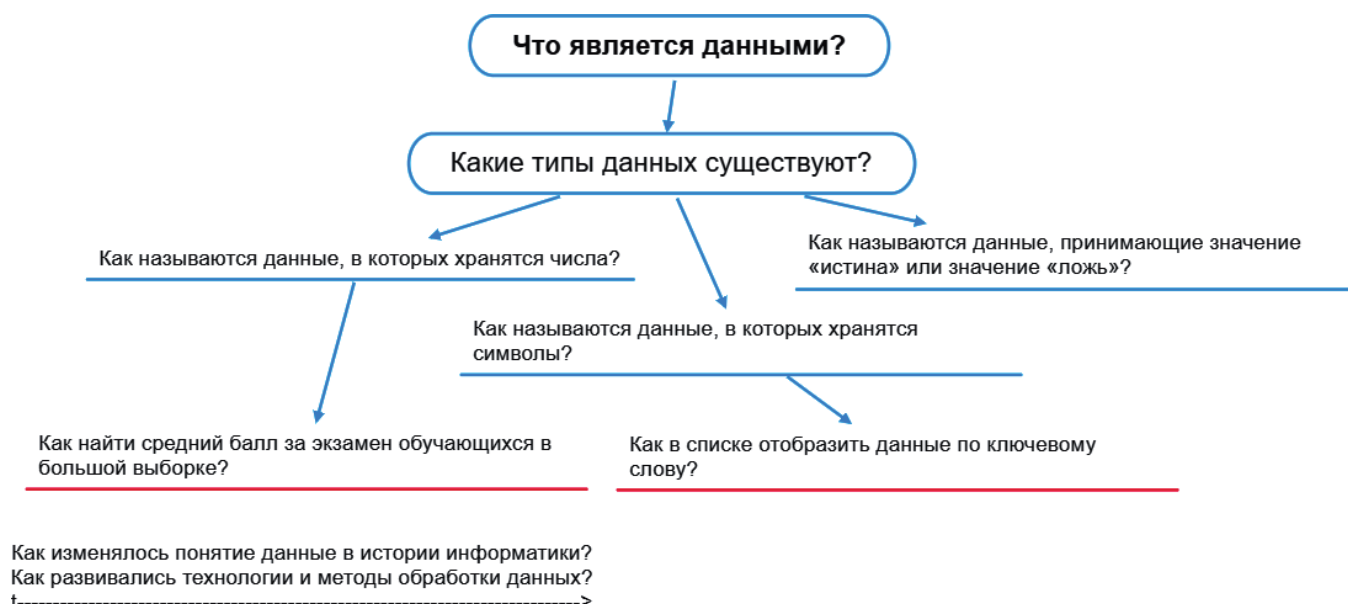 Что является данными?
Какие типы данных существуют?
Как называются данные, в которых хранятся числа?
Как называются данные, принимающие значение
«истина» или значение «ложь»?
Как называются данные, в которых хранятся
символы?
Как найти средний балл за экзамен обучающихся в
большой выборке?
Как в списке отобразить данные по ключевому
слову?
Как изменялось понятие данные в истории информатики?
Как развивались технологии и методы обработки данных?
t------------------------------------------------------------------------------->